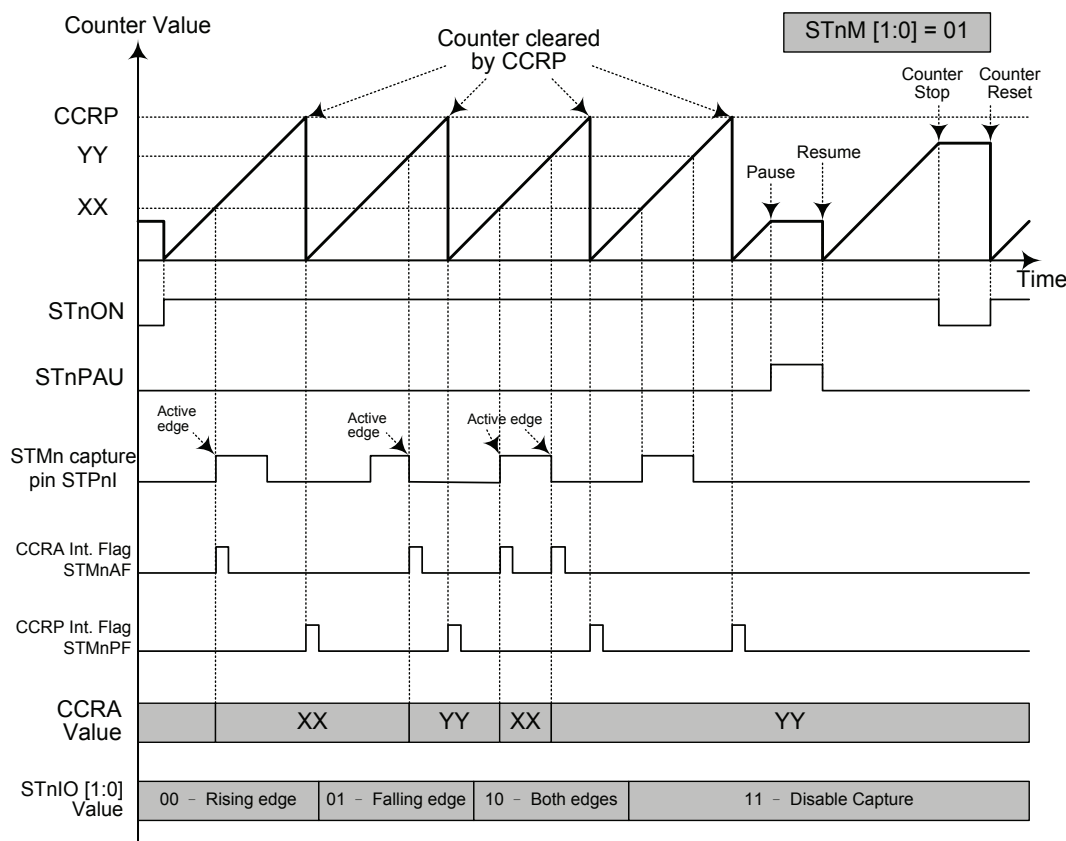 Counter Value
Counter cleared
by CCRP
STnM [1:0] = 01
Counter
Stop
Counter
Reset
CCRP
YY
XX
Pause
Resume
Time
STnON
STnPAU
Active
edge
Active
edge
Active edge
STMn capture
pin STPnI
CCRA Int. Flag
STMnAF
CCRP Int. Flag
STMnPF
CCRA
Value
XX
YY
XX
YY
STnIO [1:0]
Value
00 – Rising edge
01 – Falling edge
10 – Both edges
11 – Disable Capture